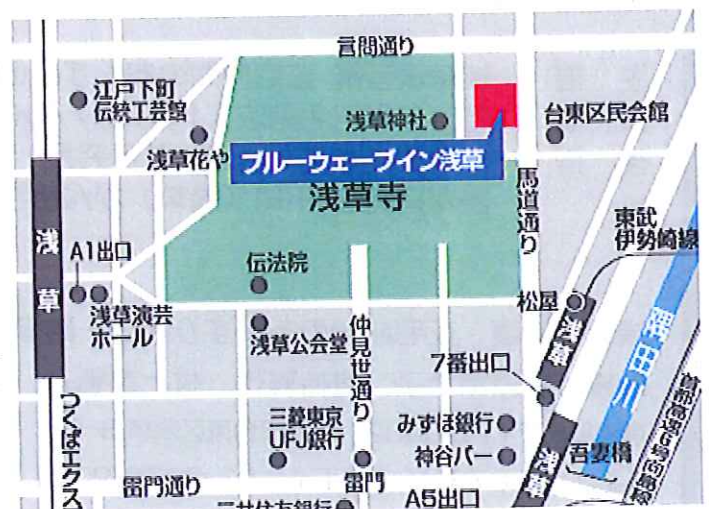 言問通り
江戸下町
伝統工芸館
浅草神社
台東区民会館
浅草花や
ブルーウェーブイン浅草
浅草寺
馬道通り
東武
伊勢崎線
浅草
A1出口
伝法院
松屋
浅草演芸
ホール
浅草公会堂
仲見世通り
浅草
隅田川
7番出口
首都高速6号向島線
つくばエクス
三菱東京
UFJ銀行
みずほ銀行
神谷バー
浅草
吾妻橋
雷門通り
雷門
A5出口